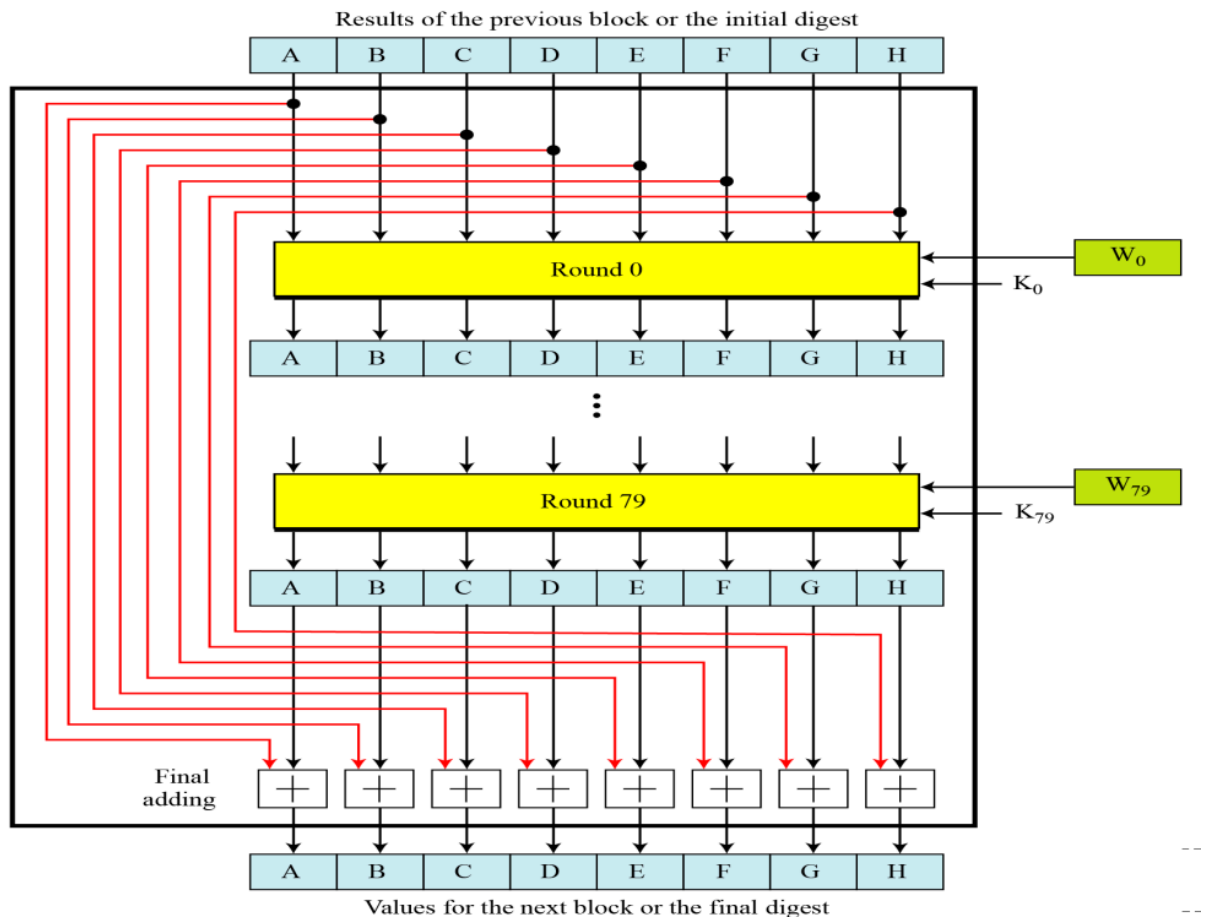 Results of the previous block or the initial digest
A B C D E F G H
Round 0
W₀
K₀
A B C D E F G H
Round 79
W₇₉
K₇₉
A B C D E F G H
Final
adding
A B C D E F G H
Values for the next block or the final digest